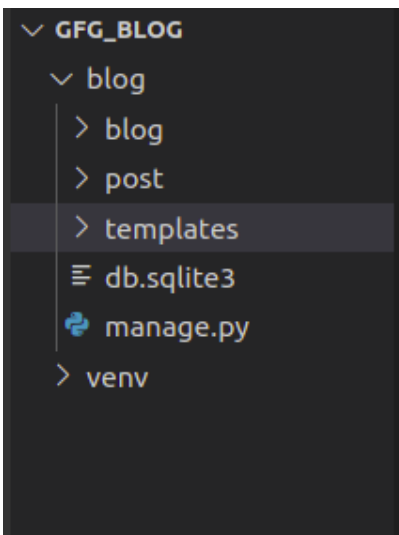 GFG_BLOG
blog
blog
post
templates
db.sqlite3
manage.py
venv